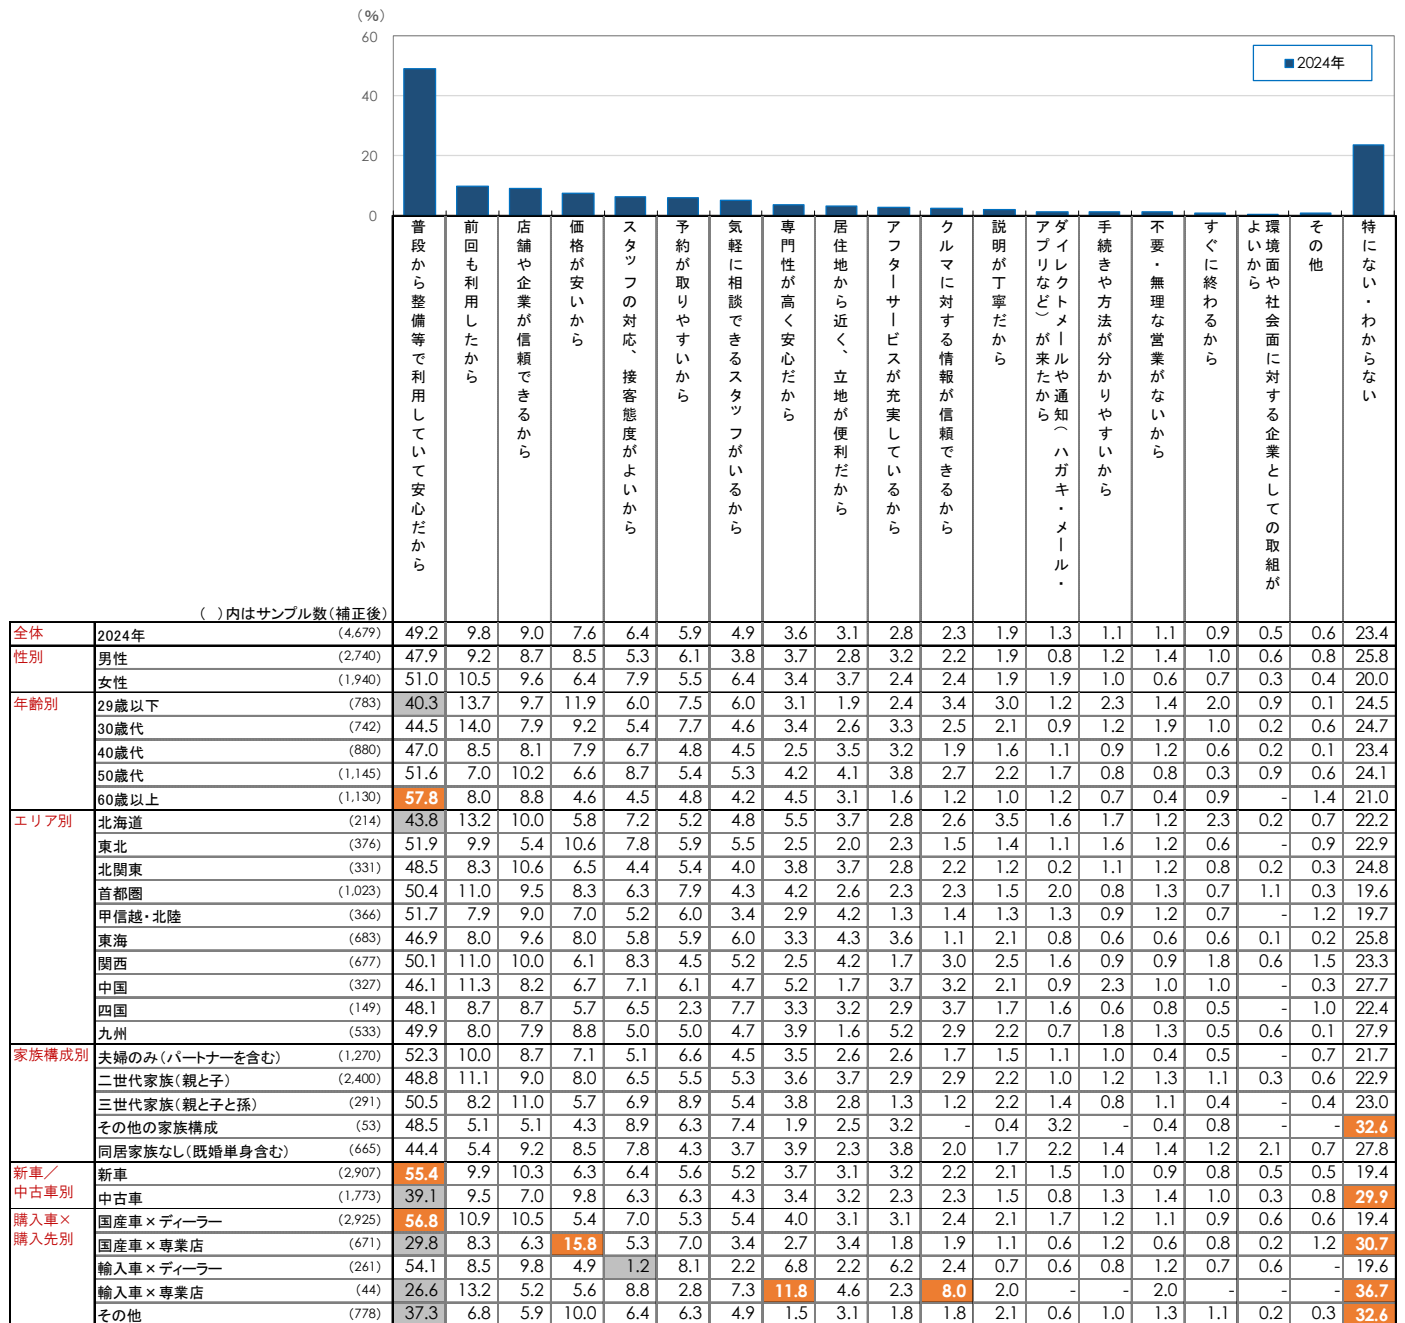 （%）
60
40
20
0
■2024年
普段から整備等で利用していて安心だから
前回も利用したから
店舗や企業が信頼できるから
価格が安いから
スタッフの対応、接客態度がよいから
予約が取りやすいから
気軽に相談できるスタッフがいるから
専門性が高く安心だから
居住地から近く、立地が便利だから
アフターサービスが充実しているから
クルマに対する情報が信頼できるから
説明が丁寧だから
ダイレクトメールや通知（ハガキ・メール・
アプリなど）が来たから
手続きや方法が分かりやすいから
不要・無理な営業がないから
すぐに終わるから
環境面や社会面に対する企業としての取組が
よいから
その他
特にない・わからない
（　）内はサンプル数（補正後）
全体 2024年 (4,679) 49.2 9.8 9.0 7.6 6.4 5.9 4.9 3.6 3.1 2.8 2.3 1.9 1.3 1.1 1.1 0.9 0.5 0.6 23.4
性別 男性 (2,740) 47.9 9.2 8.7 8.5 5.3 6.1 3.8 3.7 2.8 3.2 2.2 1.9 0.8 1.2 1.4 1.0 0.6 0.8 25.8
女性 (1,940) 51.0 10.5 9.6 6.4 7.9 5.5 6.4 3.4 3.7 2.4 2.4 1.9 1.9 1.0 0.6 0.7 0.3 0.4 20.0
年齢別 29歳以下 (783) 40.3 13.7 9.7 11.9 6.0 7.5 6.0 3.1 1.9 2.4 3.4 3.0 1.2 2.3 1.4 2.0 0.9 0.1 24.5
30歳代 (742) 44.5 14.0 7.9 9.2 5.4 7.7 4.6 3.4 2.6 3.3 2.5 2.1 0.9 1.2 1.9 1.0 0.2 0.6 24.7
40歳代 (880) 47.0 8.5 8.1 7.9 6.7 4.8 4.5 2.5 3.5 3.2 1.9 1.6 1.1 0.9 1.2 0.6 0.2 0.1 23.4
50歳代 (1,145) 51.6 7.0 10.2 6.6 8.7 5.4 5.3 4.2 4.1 3.8 2.7 2.2 1.7 0.8 0.8 0.3 0.9 0.6 24.1
60歳以上 (1,130) 57.8 8.0 8.8 4.6 4.5 4.8 4.2 4.5 3.1 1.6 1.2 1.0 1.2 0.7 0.4 0.9 - 1.4 21.0
エリア別 北海道 (214) 43.8 13.2 10.0 5.8 7.2 5.2 4.8 5.5 3.7 2.8 2.6 3.5 1.6 1.7 1.2 2.3 0.2 0.7 22.2
東北 (376) 51.9 9.9 5.4 10.6 7.8 5.9 5.5 2.5 2.0 2.3 1.5 1.4 1.1 1.6 1.2 0.6 - 0.9 22.9
北関東 (331) 48.5 8.3 10.6 6.5 4.4 5.4 4.0 3.8 3.7 2.8 2.2 1.2 0.2 1.1 1.2 0.8 0.2 0.3 24.8
首都圏 (1,023) 50.4 11.0 9.5 8.3 6.3 7.9 4.3 4.2 2.6 2.3 2.3 1.5 2.0 0.8 1.3 0.7 1.1 0.3 19.6
甲信越・北陸 (366) 51.7 7.9 9.0 7.0 5.2 6.0 3.4 2.9 4.2 1.3 1.4 1.3 1.3 0.9 1.2 0.7 - 1.2 19.7
東海 (683) 46.9 8.0 9.6 8.0 5.8 5.9 6.0 3.3 4.3 3.6 1.1 2.1 0.8 0.6 0.6 0.6 0.1 0.2 25.8
関西 (677) 50.1 11.0 10.0 6.1 8.3 4.5 5.2 2.5 4.2 1.7 3.0 2.5 1.6 0.9 0.9 1.8 0.6 1.5 23.3
中国 (327) 46.1 11.3 8.2 6.7 7.1 6.1 4.7 5.2 1.7 3.7 3.2 2.1 0.9 2.3 1.0 1.0 - 0.3 27.7
四国 (149) 48.1 8.7 8.7 5.7 6.5 2.3 7.7 3.3 3.2 2.9 3.7 1.7 1.6 0.6 0.8 0.5 - 1.0 22.4
九州 (533) 49.9 8.0 7.9 8.8 5.0 5.0 4.7 3.9 1.6 5.2 2.9 2.2 0.7 1.8 1.3 0.5 0.6 0.1 27.9
家族構成別 夫婦のみ（パートナーを含む） (1,270) 52.3 10.0 8.7 7.1 5.1 6.6 4.5 3.5 2.6 2.6 1.7 1.5 1.1 1.0 0.4 0.5 - 0.7 21.7
二世代家族（親と子） (2,400) 48.8 11.1 9.0 8.0 6.5 5.5 5.3 3.6 3.7 2.9 2.9 2.2 1.0 1.2 1.3 1.1 0.3 0.6 22.9
三世代家族（親と子と孫） (291) 50.5 8.2 11.0 5.7 6.9 8.9 5.4 3.8 2.8 1.3 1.2 2.2 1.4 0.8 1.1 0.4 - 0.4 23.0
その他の家族構成 (53) 48.5 5.1 5.1 4.3 8.9 6.3 7.4 1.9 2.5 3.2 - 0.4 3.2 - 0.4 0.8 - - 32.6
同居家族なし（既婚単身含む） (665) 44.4 5.4 9.2 8.5 7.8 4.3 3.7 3.9 2.3 3.8 2.0 1.7 2.2 1.4 1.4 1.2 2.1 0.7 27.8
新車／ 新車 (2,907) 55.4 9.9 10.3 6.3 6.4 5.6 5.2 3.7 3.1 3.2 2.2 2.1 1.5 1.0 0.9 0.8 0.5 0.5 19.4
中古車別 中古車 (1,773) 39.1 9.5 7.0 9.8 6.3 6.3 4.3 3.4 3.2 2.3 2.3 1.5 0.8 1.3 1.4 1.0 0.3 0.8 29.9
購入車× 国産車×ディーラー (2,925) 56.8 10.9 10.5 5.4 7.0 5.3 5.4 4.0 3.1 3.1 2.4 2.1 1.7 1.2 1.1 0.9 0.6 0.6 19.4
購入先別 国産車×専業店 (671) 29.8 8.3 6.3 15.8 5.3 7.0 3.4 2.7 3.4 1.8 1.9 1.1 0.6 1.2 0.6 0.8 0.2 1.2 30.7
輸入車×ディーラー (261) 54.1 8.5 9.8 4.9 1.2 8.1 2.2 6.8 2.2 6.2 2.4 0.7 0.6 0.8 1.2 0.7 0.6 - 19.6
輸入車×専業店 (44) 26.6 13.2 5.2 5.6 8.8 2.8 7.3 11.8 4.6 2.3 8.0 2.0 - - 2.0 - - - 36.7
その他 (778) 37.3 6.8 5.9 10.0 6.4 6.3 4.9 1.5 3.1 1.8 1.8 2.1 0.6 1.0 1.3 1.1 0.2 0.3 32.6